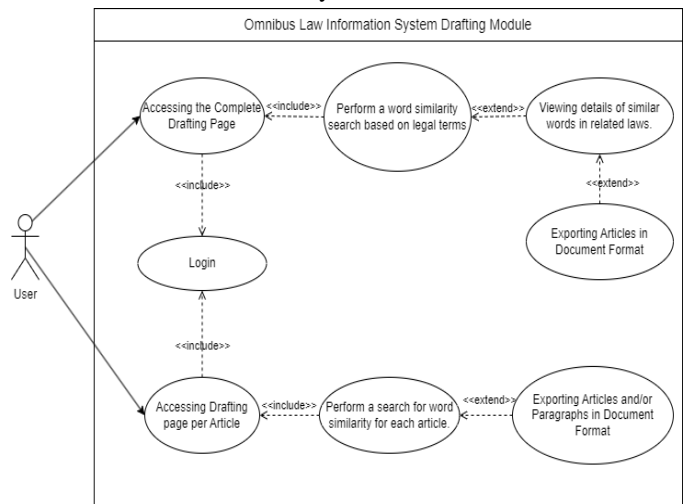 Omnibus Law Information System Drafting Module
Accessing the Complete
Drafting Page
<<include>>
Perform a word similarity
search based on legal terms
<<extend>>
Viewing details of similar
words in related laws.
<<include>>
<<extend>>
Exporting Articles in
Document Format
Login
User
<<include>>
Accessing Drafting
page per Article
<<include>>
Perform a search for word
similarity for each article.
<<extend>>
Exporting Articles and/or
Paragraphs in Document
Format